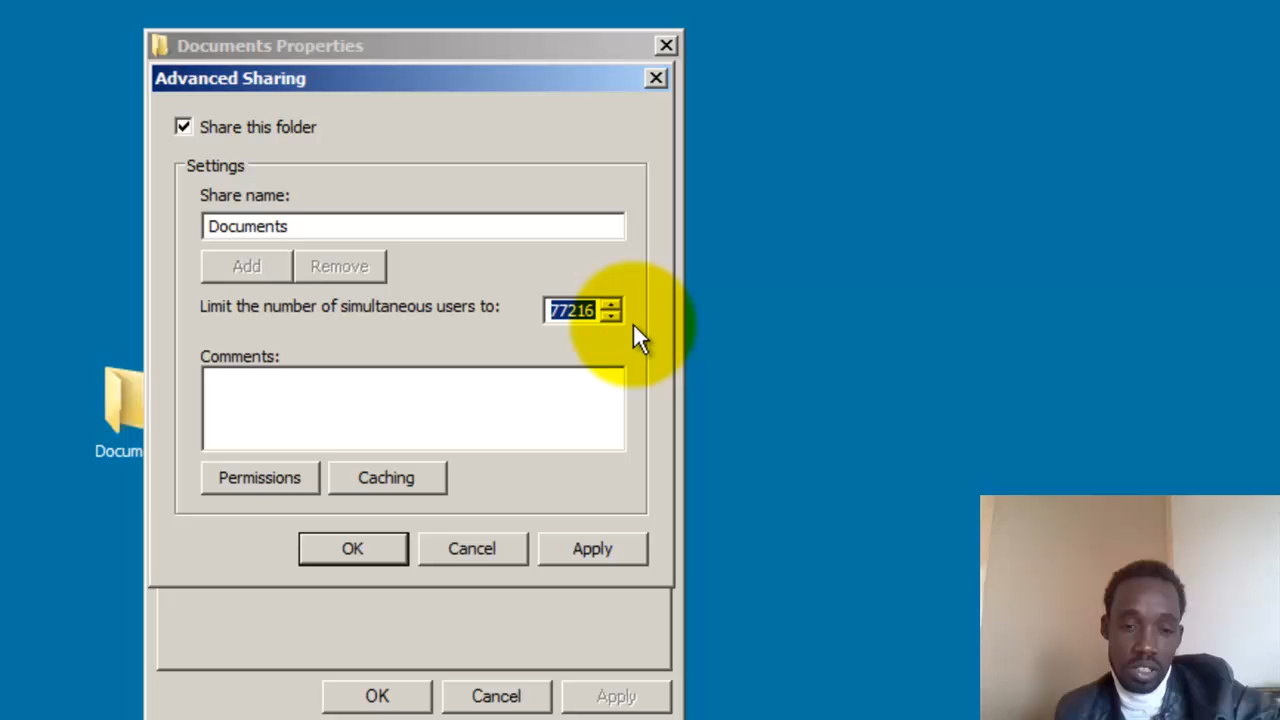 Documents Properties
Advanced Sharing
Share this folder
Settings
Share name:
Documents
Add Remove
Limit the number of simultaneous users to: 77216
Comments:
Docum
Permissions Caching
OK Cancel Apply
OK Cancel Apply